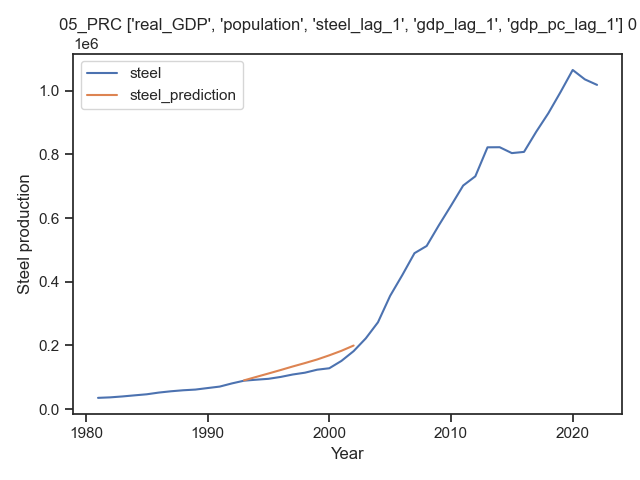 05_PRC ['real_GDP', 'population', 'steel_lag_1', 'gdp_lag_1', 'gdp_pc_lag_1'] 0
1e6
steel
steel_prediction
1.0
0.8
0.6
0.4
0.2
0.0
Steel production
1980
1990
2000
2010
2020
Year